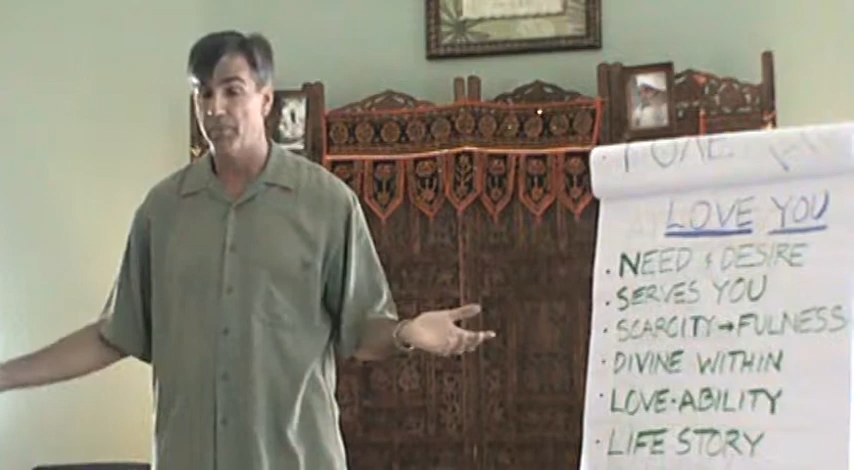 LOVE YOU
• NEED & DESIRE
• SERVES YOU
• SCARCITY→FULNESS
• DIVINE WITHIN
• LOVE-ABILITY
• LIFE STORY